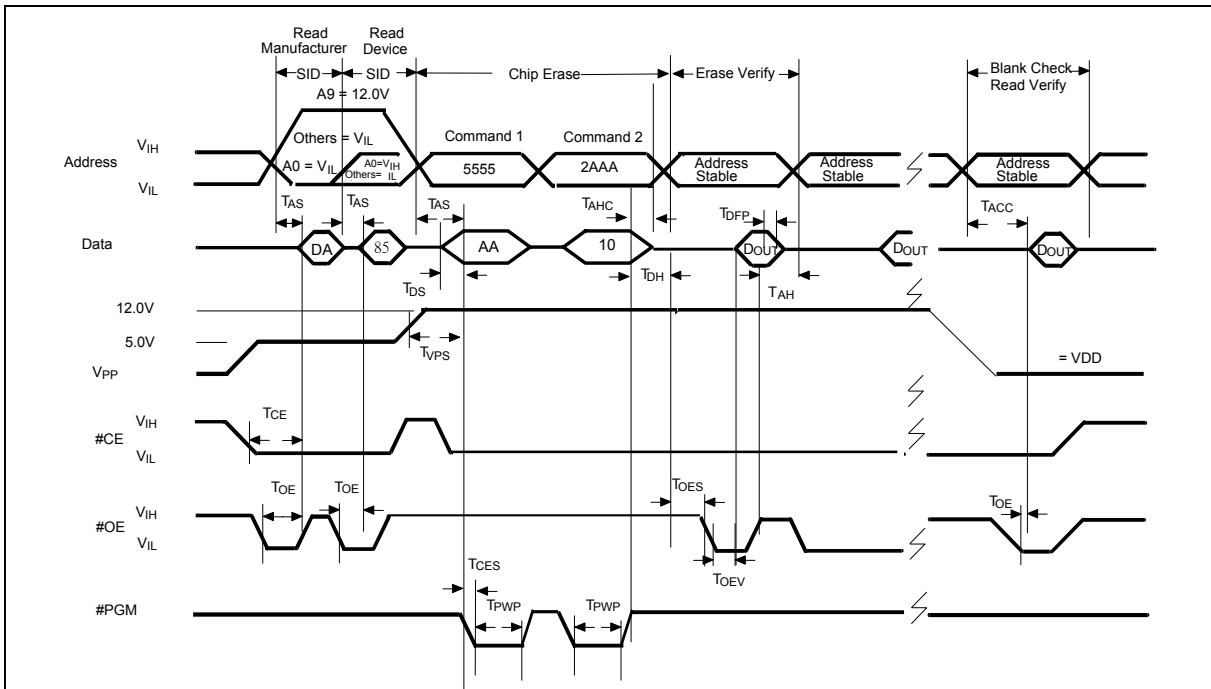 Read Manufacturer
SID
Read Device
SID
Chip Erase
Erase Verify
Blank Check
Read Verify
A9 = 12.0V
Others = VIL
Command 1
Command 2
Address
VIH
VIL
A0 = VIL
A0=VIH
Others= IL
5555
2AAA
Address Stable
Address Stable
Address Stable
TAS
TAS
TAS
TAHC
TDFP
TACC
Data
DA
85
AA
10
DOUT
DOUT
DOUT
TDS
TDH
TAH
12.0V
5.0V
VPP
TVPS
= VDD
#CE
VIH
VIL
TCE
#OE
VIH
VIL
TOE
TOE
TOES
TOE
TOEV
TCES
#PGM
TPWP
TPWP